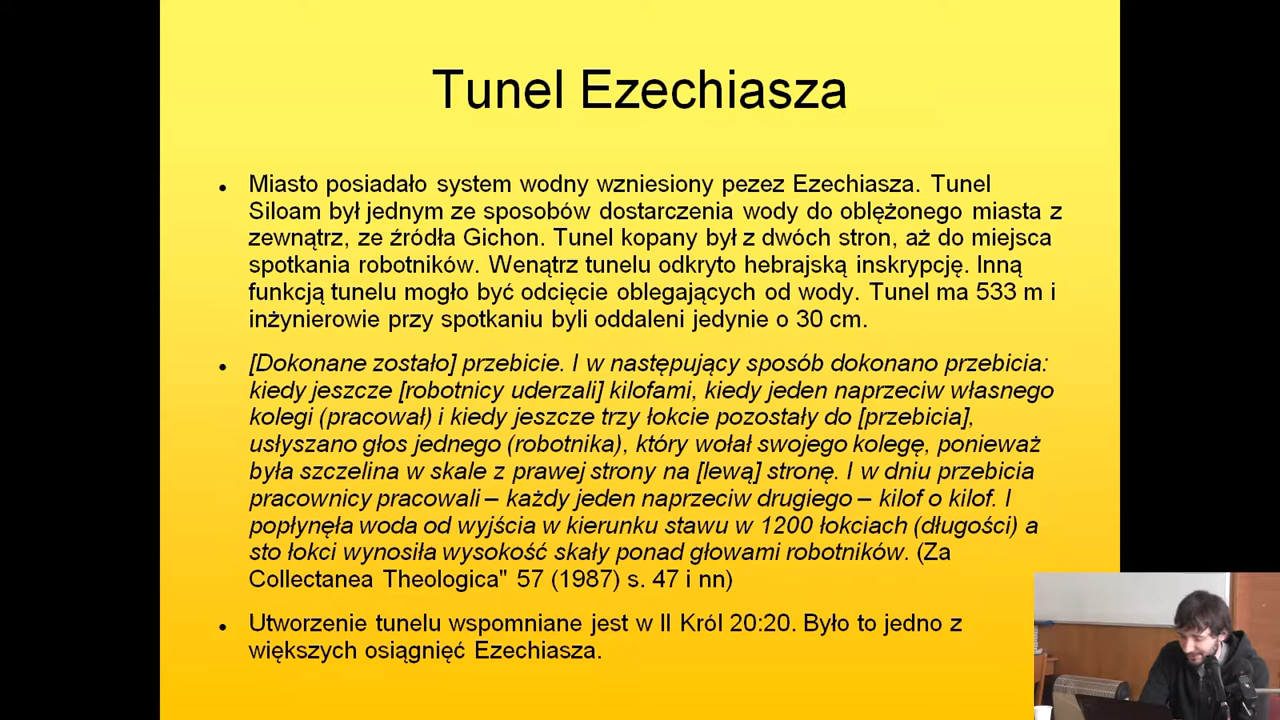 Tunel Ezechiasza
Miasto posiadało system wodny wzniesiony pezez Ezechiasza. Tunel
Siloam był jednym ze sposobów dostarczenia wody do oblężonego miasta z
zewnątrz, ze źródła Gichon. Tunel kopany był z dwóch stron, aż do miejsca
spotkania robotników. Wenątrz tunelu odkryto hebrajską inskrypcję. Inną
funkcją tunelu mogło być odcięcie oblegających od wody. Tunel ma 533 m i
inżynierowie przy spotkaniu byli oddaleni jedynie o 30 cm.
[Dokonane zostało] przebicie. I w następujący sposób dokonano przebicia:
kiedy jeszcze [robotnicy uderzali] kilofami, kiedy jeden naprzeciw własnego
kolegi (pracował) i kiedy jeszcze trzy łokcie pozostały do [przebicia],
usłyszano głos jednego (robotnika), który wołał swojego kolegę, ponieważ
była szczelina w skale z prawej strony na [lewą] stronę. I w dniu przebicia
pracownicy pracowali – każdy jeden naprzeciw drugiego – kilof o kilof. I
popłynęła woda od wyjścia w kierunku stawu w 1200 łokciach (długości) a
sto łokci wynosiła wysokość skały ponad głowami robotników. (Za
Collectanea Theologica" 57 (1987) s. 47 i nn)
Utworzenie tunelu wspomniane jest w II Król 20:20. Było to jedno z
większych osiągnięć Ezechiasza.